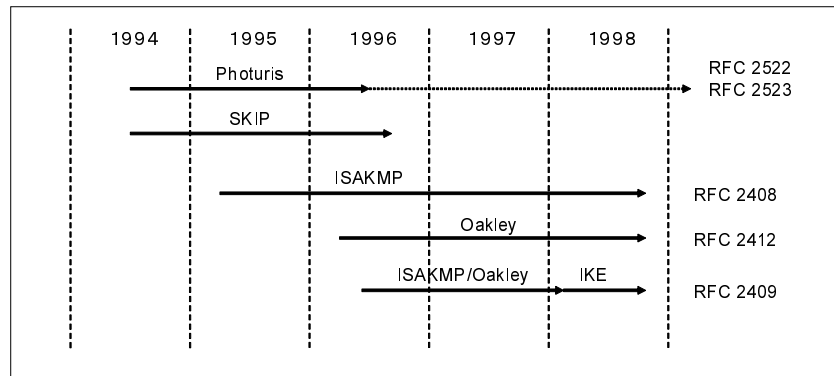 1994 1995 1996 1997 1998
Photuris
RFC 2522
RFC 2523
SKIP
ISAKMP
RFC 2408
Oakley
RFC 2412
ISAKMP/Oakley IKE
RFC 2409